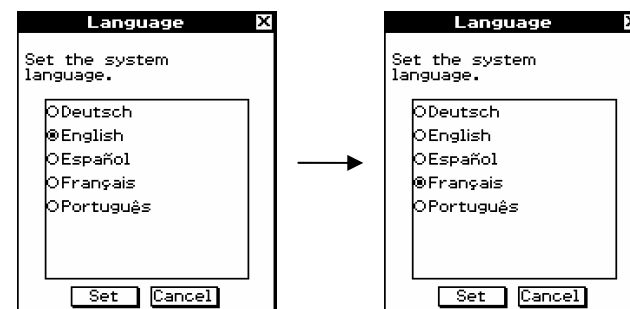 Language X
Set the system
language.
Deutsch
English
Español
Français
Português
Set Cancel
Language
Set the system
language.
Deutsch
English
Español
Français
Português
Set Cancel